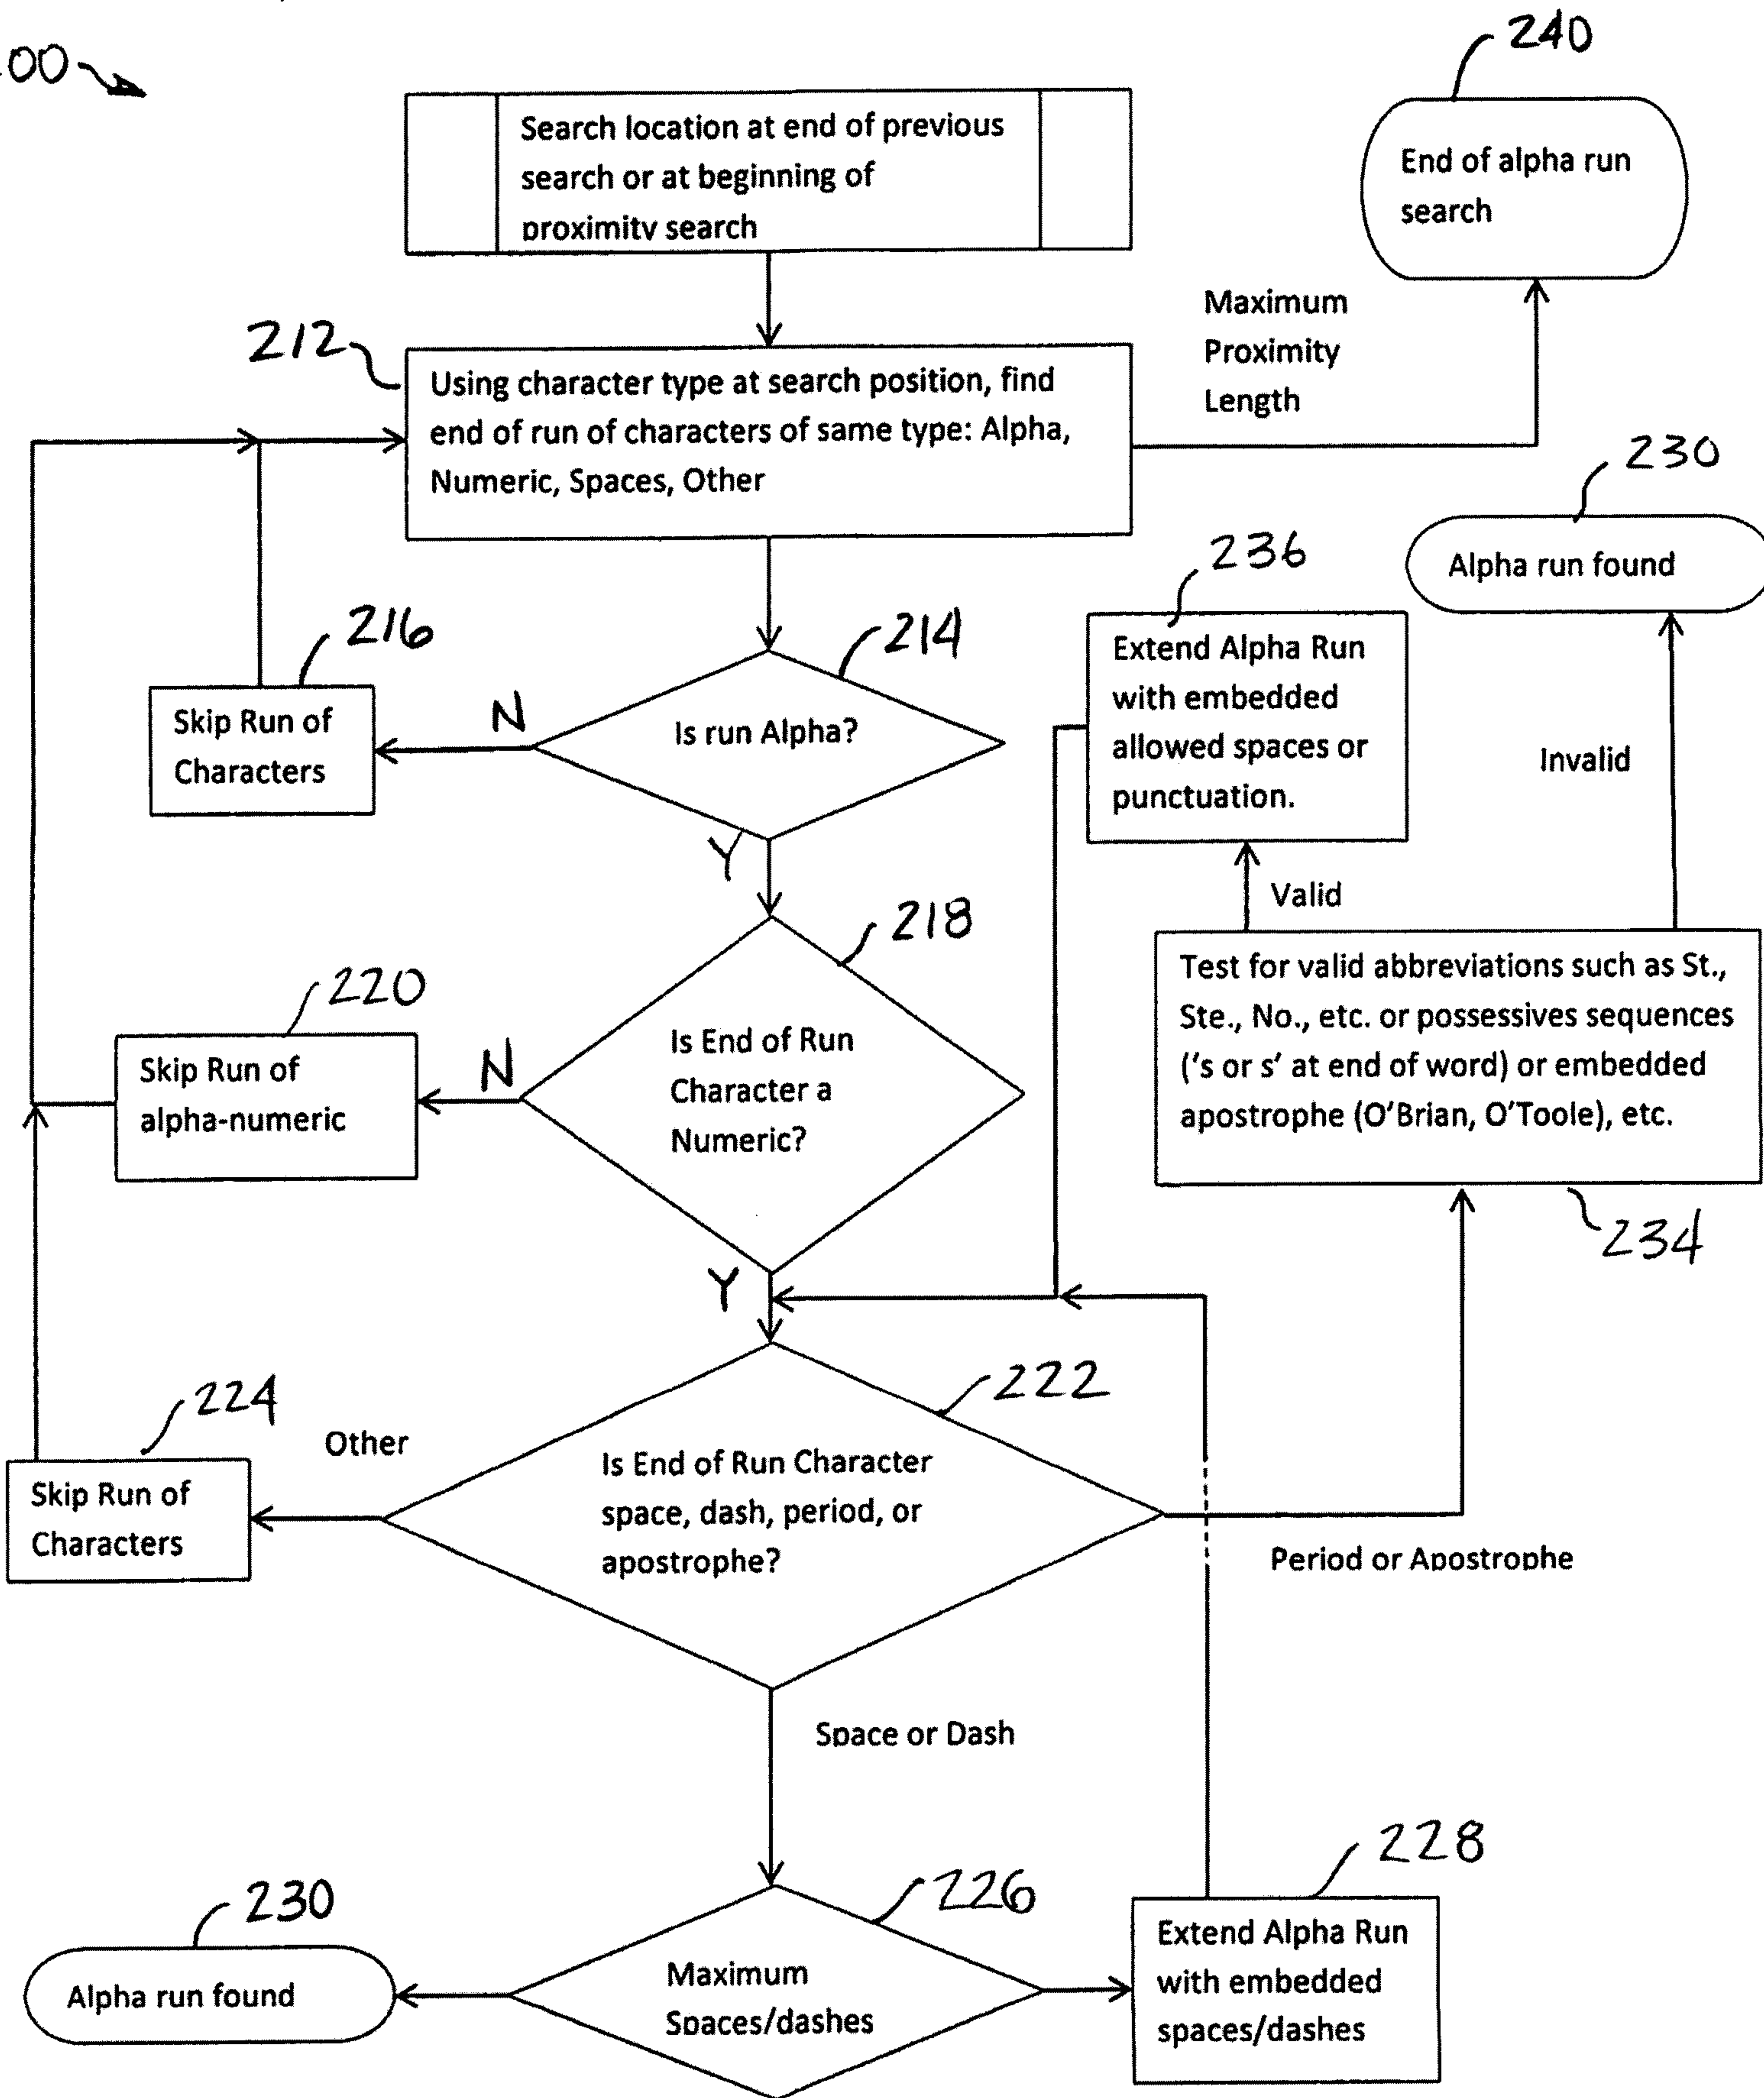 240
00
Search location at end of previous
search or at beginning of
proximity search
End of alpha run
search
Maximum
Proximity
Length
212
Using character type at search position, find
end of run of characters of same type: Alpha,
Numeric, Spaces, Other
230
Alpha run found
236
Extend Alpha Run
with embedded
allowed spaces or
punctuation.
Invalid
216
Skip Run of
Characters
N
214
Is run Alpha?
Y
Valid
218
220
Skip Run of
alpha-numeric
N
Is End of Run
Character a
Numeric?
Test for valid abbreviations such as St.,
Ste., No., etc. or possessives sequences
('s or s' at end of word) or embedded
apostrophe (O'Brian, O'Toole), etc.
234
Y
222
224
Other
Skip Run of
Characters
Is End of Run Character
space, dash, period, or
apostrophe?
Period or Apostrophe
Space or Dash
228
226
230
Alpha run found
Maximum
Spaces/dashes
Extend Alpha Run
with embedded
spaces/dashes